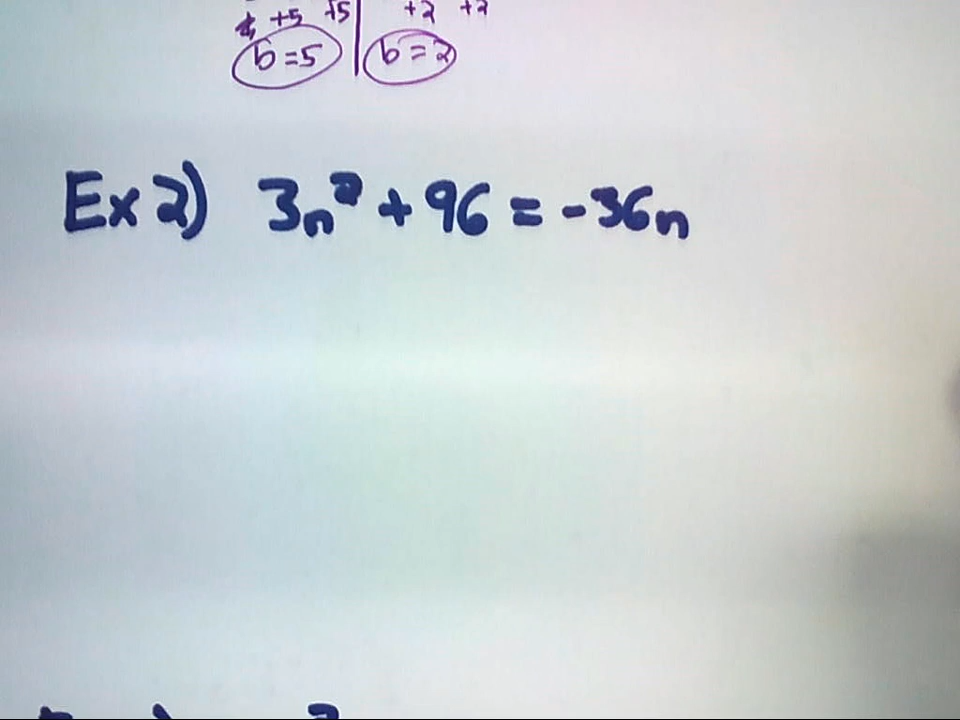 +5 +5 | +2 +2
b=5 | b=2
Ex 2) 3n² + 96 = -36n